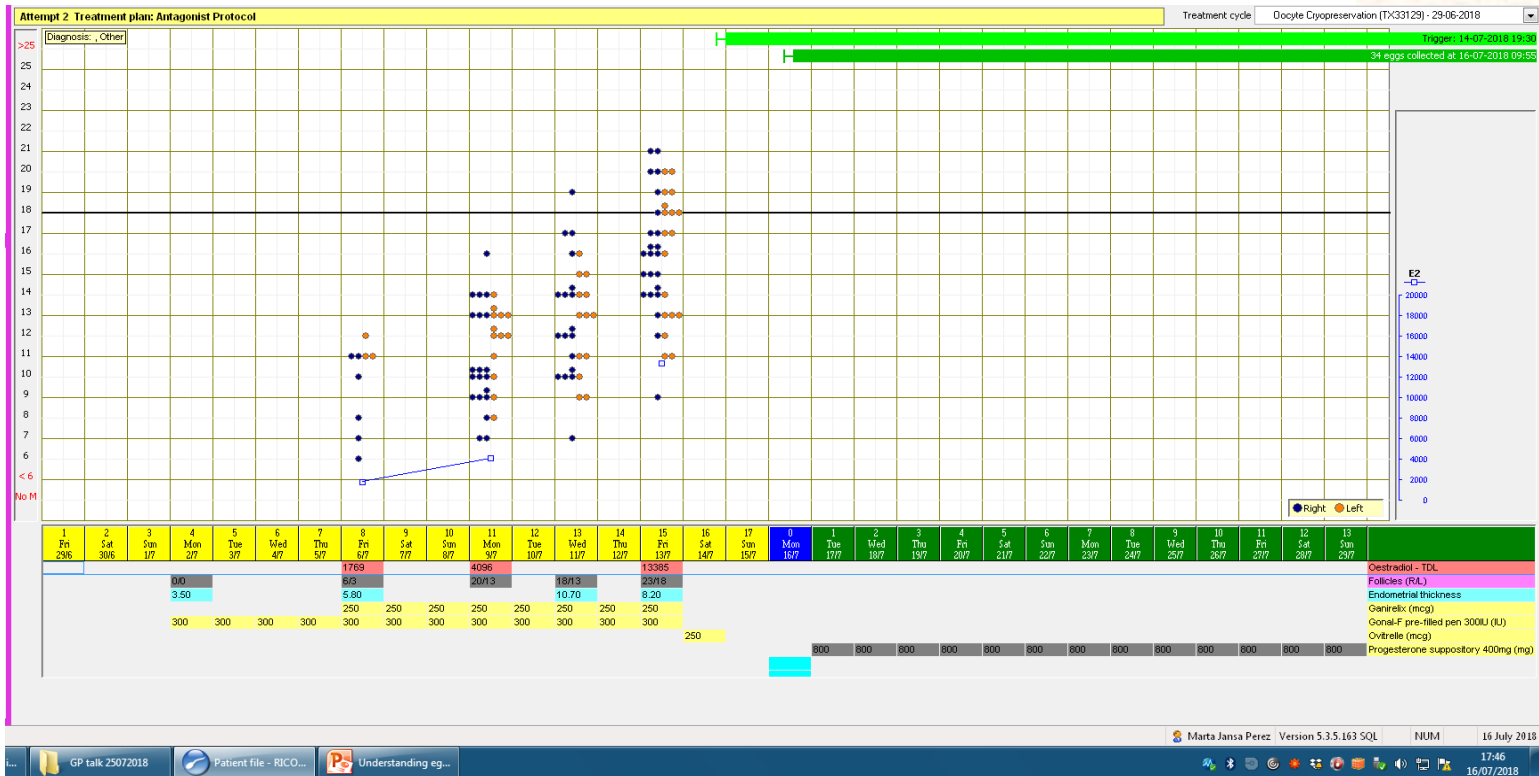 Attempt 2 Treatment plan: Antagonist Protocol
Treatment cycle Oocyte Cryopreservation (TX33129) - 29-06-2018
Diagnosis: , Other
Trigger: 14-07-2018 19:30
34 eggs collected at 16-07-2018 09:55
>25
25
24
23
22
21
20
19
18
17
16
15
14
13
12
11
10
9
8
7
6
< 6
No M
E2
20000
18000
16000
14000
12000
10000
8000
6000
4000
2000
0
Right Left
1 2 3 4 5 6 7 8 9 10 11 12 13 14 15 16 17 0 1 2 3 4 5 6 7 8 9 10 11 12 13
Fri Sat Sun Mon Tue Wed Thu Fri Sat Sun Mon Tue Wed Thu Fri Sat Sun Mon Tue Wed Thu Fri Sat Sun Mon Tue Wed Thu Fri Sat Sun
29/6 30/6 1/7 2/7 3/7 4/7 5/7 6/7 7/7 8/7 9/7 10/7 11/7 12/7 13/7 14/7 15/7 16/7 17/7 18/7 19/7 20/7 21/7 22/7 23/7 24/7 25/7 26/7 27/7 28/7 29/7
1769 4096 13385 Oestradiol - TDL
0/0 6/3 20/13 18/13 23/18 Follicles (R/L)
3.50 5.80 10.70 8.20 Endometrial thickness
250 250 250 250 250 250 250 250 Ganirelix (mcg)
300 300 300 300 300 300 300 300 300 300 300 300 Gonal-F pre-filled pen 300IU (IU)
250 Ovitrelle (mcg)
800 800 800 800 800 800 800 800 800 800 800 800 800 Progesterone suppository 400mg (mg)
Marta Jansa Perez Version 5.3.5.163 SQL NUM 16 July 2018
i... GP talk 25072018 Patient file - RICO... Understanding eg... 17:46
16/07/2018